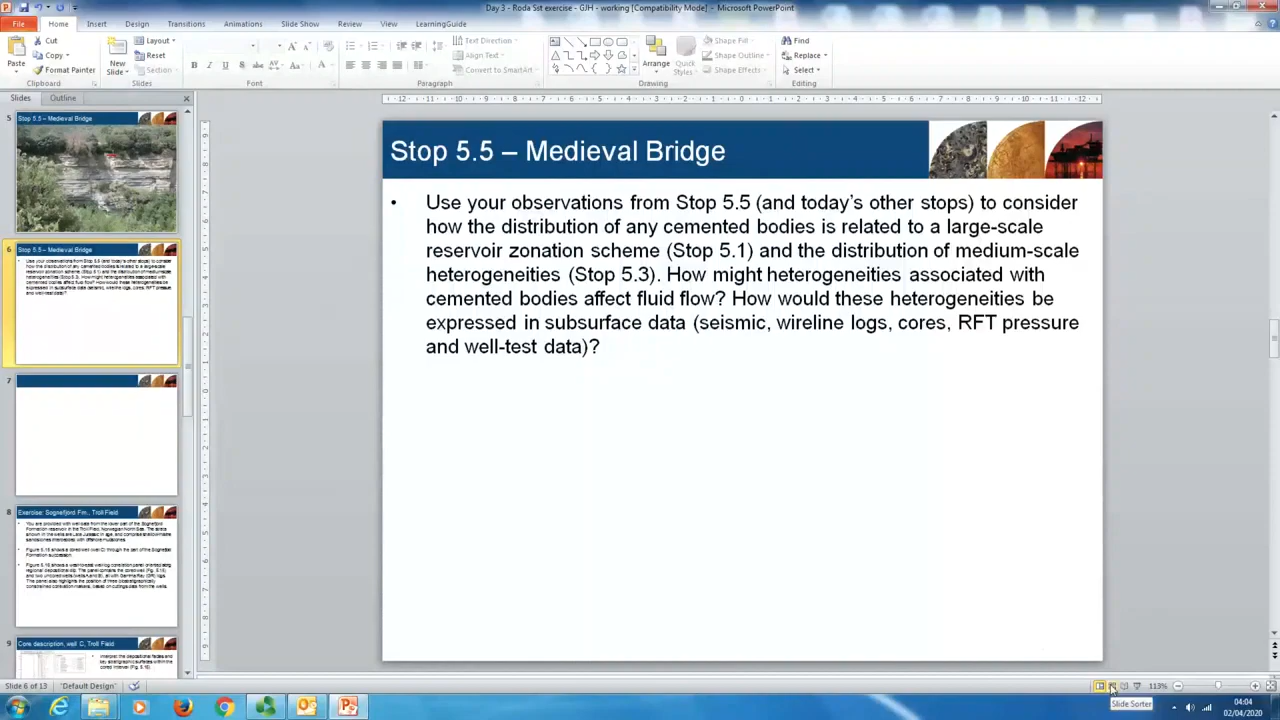 Day 3 - Roda Sst exercise - GJH - working [Compatibility Mode] – Microsoft PowerPoint
File Home Insert Design Transitions Animations Slide Show Review View LearningGuide
Cut
Copy
Format Painter
Paste
Clipboard
New
Slide
Layout
Reset
Section
Slides
Font
Text Direction
Align Text
Convert to SmartArt
Paragraph
Arrange
Quick
Styles
Shape Fill
Shape Outline
Shape Effects
Drawing
Find
Replace
Select
Editing
Slides Outline
5
Stop 5.5 – Medieval Bridge
6
Stop 5.5 – Medieval Bridge
7
8
Exercise: Sognefjord Fm., Troll Field
9
Core description, well C, Troll Field
Stop 5.5 – Medieval Bridge
• Use your observations from Stop 5.5 (and today's other stops) to consider
how the distribution of any cemented bodies is related to a large-scale
reservoir zonation scheme (Stop 5.1) and the distribution of medium-scale
heterogeneities (Stop 5.3). How might heterogeneities associated with
cemented bodies affect fluid flow? How would these heterogeneities be
expressed in subsurface data (seismic, wireline logs, cores, RFT pressure
and well-test data)?
Slide 6 of 13 "Default Design"
113%
Slide Sorter
04:04
02/04/2020